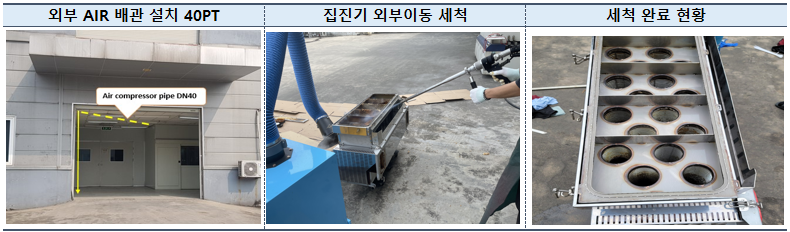 외부 AIR 배관 설치 40PT
집진기 외부이동 세척
세척 완료 현황
Air compressor pipe DN40